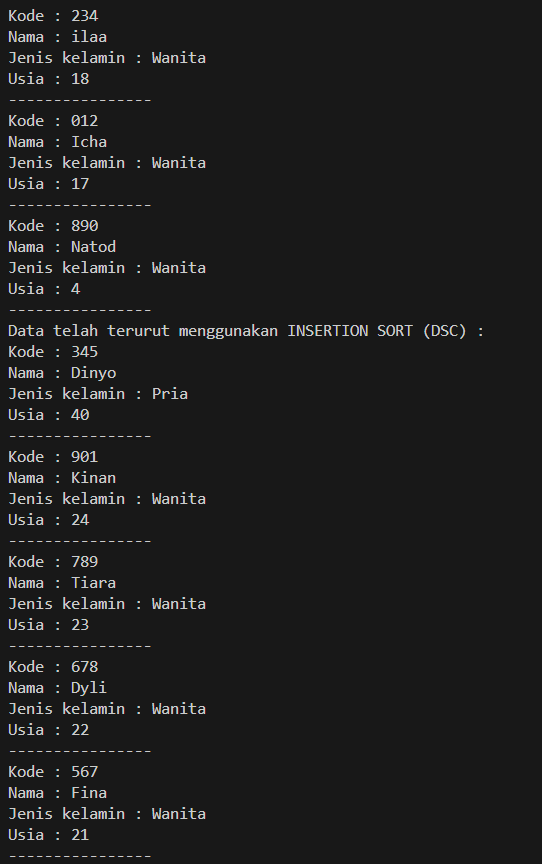 Kode : 234
Nama : ilaa
Jenis kelamin : Wanita
Usia : 18
----------------
Kode : 012
Nama : Icha
Jenis kelamin : Wanita
Usia : 17
----------------
Kode : 890
Nama : Natod
Jenis kelamin : Wanita
Usia : 4
----------------
Data telah terurut menggunakan INSERTION SORT (DSC) :
Kode : 345
Nama : Dinyo
Jenis kelamin : Pria
Usia : 40
----------------
Kode : 901
Nama : Kinan
Jenis kelamin : Wanita
Usia : 24
----------------
Kode : 789
Nama : Tiara
Jenis kelamin : Wanita
Usia : 23
----------------
Kode : 678
Nama : Dyli
Jenis kelamin : Wanita
Usia : 22
----------------
Kode : 567
Nama : Fina
Jenis kelamin : Wanita
Usia : 21
----------------